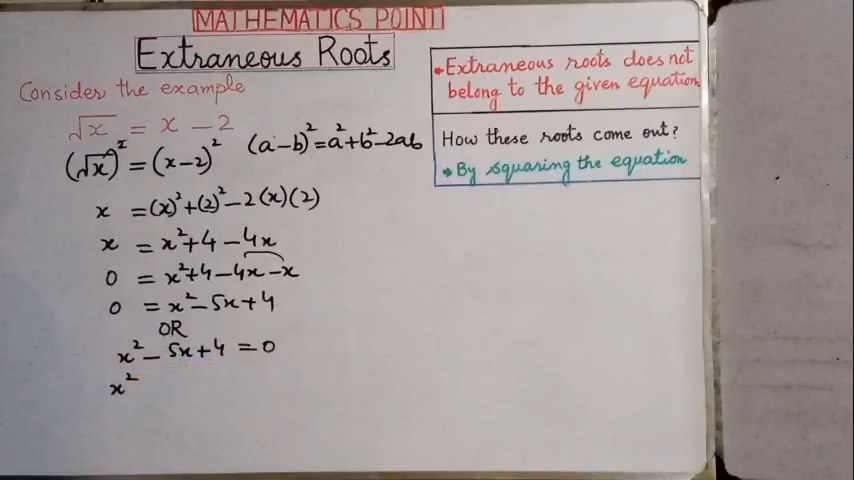 MATHEMATICS POINT
Extraneous Roots
Consider the example
√x = x - 2
(√x)² = (x-2)² (a-b)² = a²+b²-2ab
x = (x)²+(2)²-2(x)(2)
x = x²+4-4x
0 = x²+4-4x-x
0 = x²-5x+4
OR
x²-5x+4=0
x²
Extraneous roots does not
belong to the given equation.
How these roots come out?
By squaring the equation